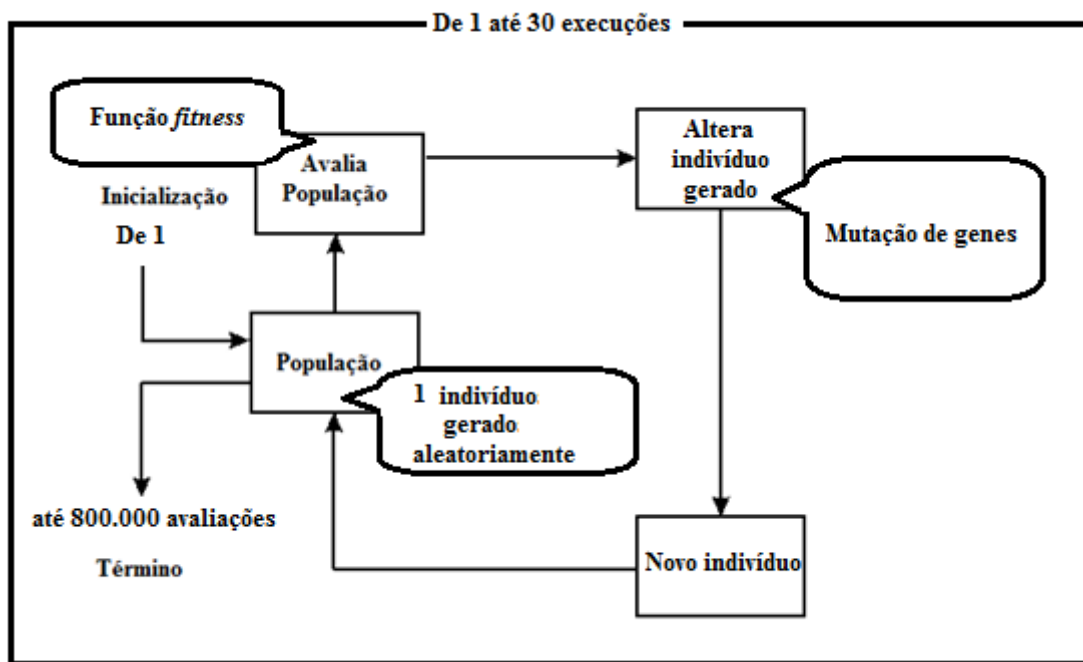 De 1 até 30 execuções
Função fitness
Avalia
População
Inicialização
De 1
Altera
indivíduo
gerado
Mutação de genes
População
1 indivíduo
gerado
aleatoriamente
até 800.000 avaliações
Término
Novo indivíduo